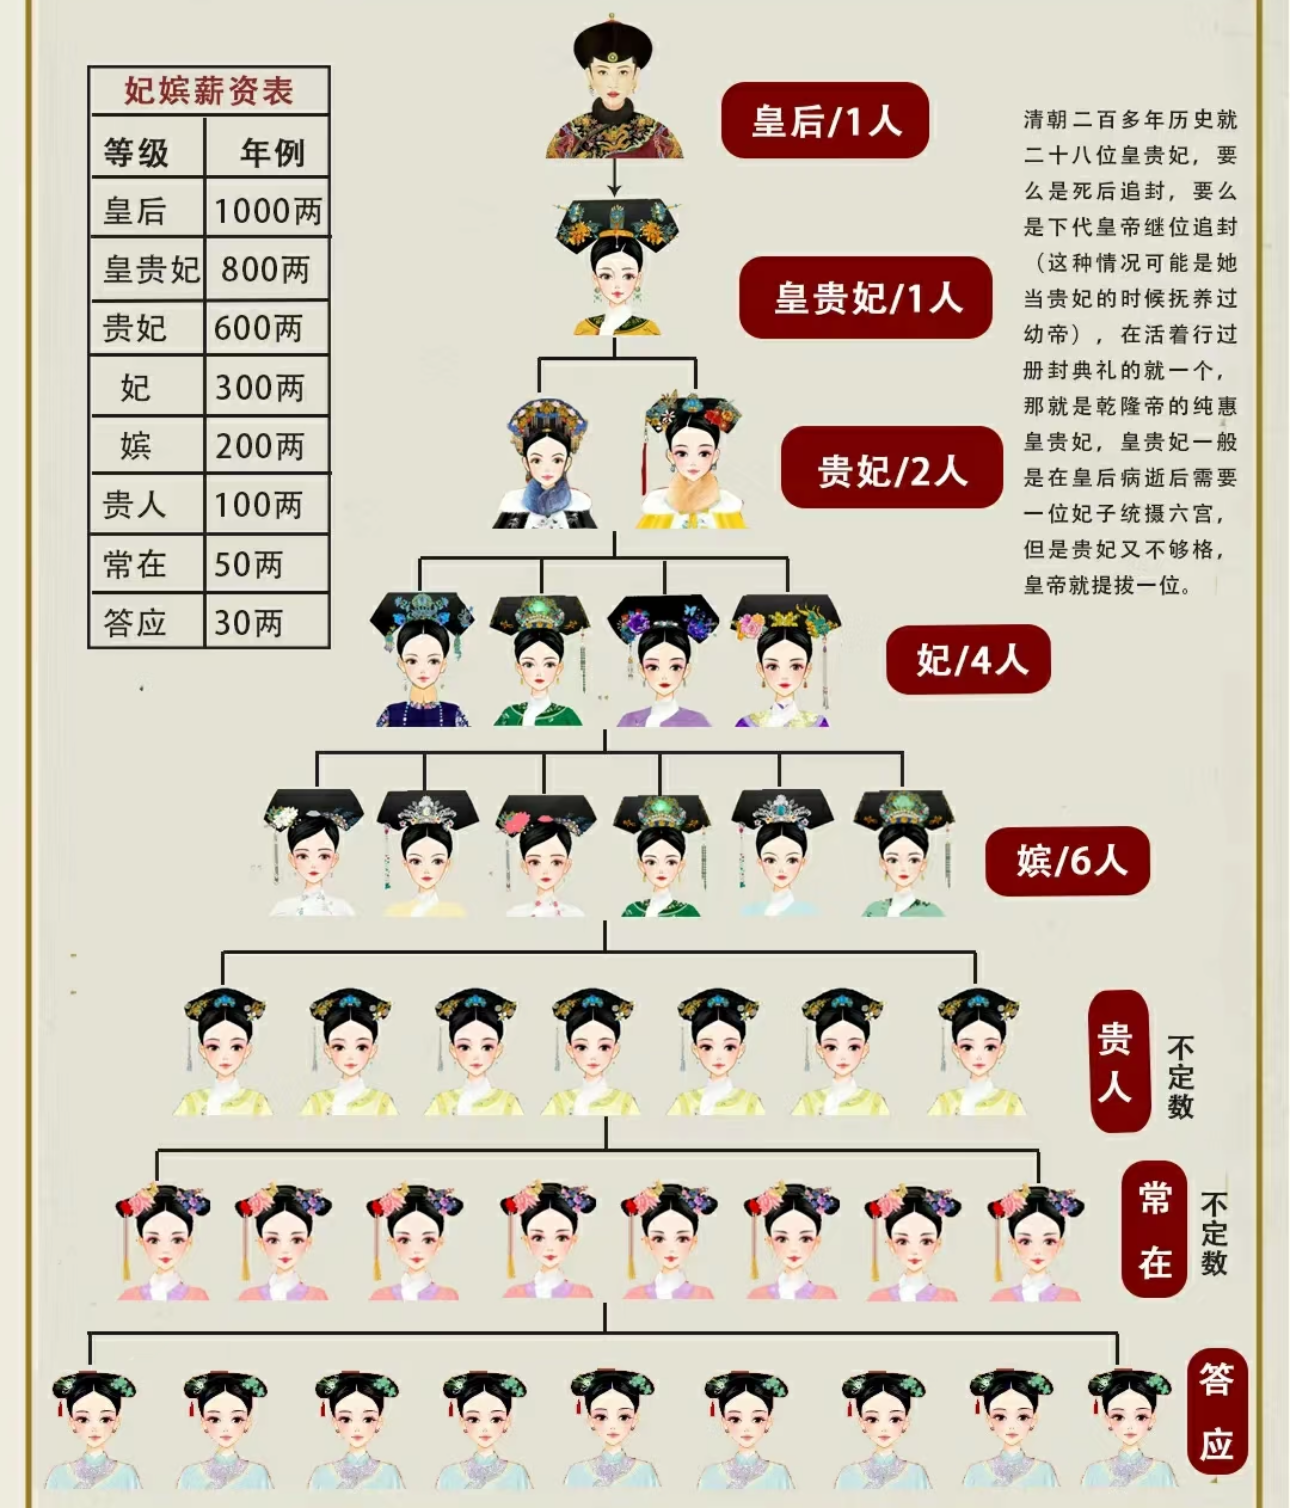 妃嫔薪资表
等级 年例
皇后 1000两
皇贵妃 800两
贵妃 600两
妃 300两
嫔 200两
贵人 100两
常在 50两
答应 30两
皇后/1人
皇贵妃/1人
贵妃/2人
妃/4人
嫔/6人
贵人
不定数
常在
不定数
答应
清朝二百多年历史就
二十八位皇贵妃，要
么是死后追封，要么
是下代皇帝继位追封
（这种情况可能是她
当贵妃的时候抚养过
幼帝），在活着行过
册封典礼的就一个，
那就是乾隆帝的纯惠
皇贵妃，皇贵妃一般
是在皇后病逝后需要
一位妃子统摄六宫，
但是贵妃又不够格，
皇帝就提拔一位。